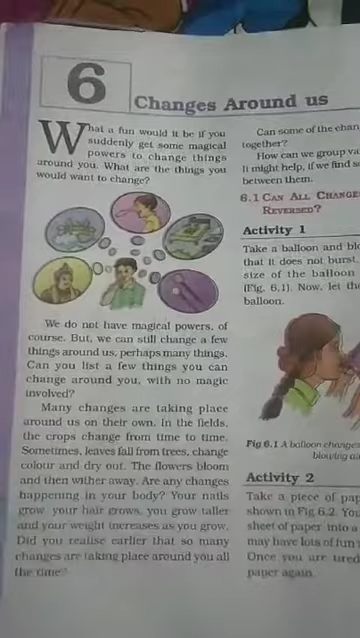 6
Changes Around us
What a fun would it be if you
suddenly get some magical
powers to change things
around you. What are the things you
would want to change?
We do not have magical powers, of
course. But, we can still change a few
things around us, perhaps many things.
Can you list a few things you can
change around you, with no magic
involved?
Many changes are taking place
around us on their own. In the fields,
the crops change from time to time.
Sometimes, leaves fall from trees, change
colour and dry out. The flowers bloom
and then wither away. Are any changes
happening in your body? Your nails
grow, your hair grows, you grow taller
and your weight increases as you grow.
Did you realise earlier that so many
changes are taking place around you all
the time?
Can some of the
together?
How can we group
It might help, if we find
between them.
6.1 CAN ALL
REVERSED?
Activity 1
Take a balloon and
that it does not burst.
size of the balloon
(Fig. 6.1). Now, let the
balloon.
Fig 6.1 A balloon changes
blowing
Activity 2
Take a piece of
shown in Fig 6.2. You
sheet of paper into a
may have lots of fun
Once you are tired
paper again.